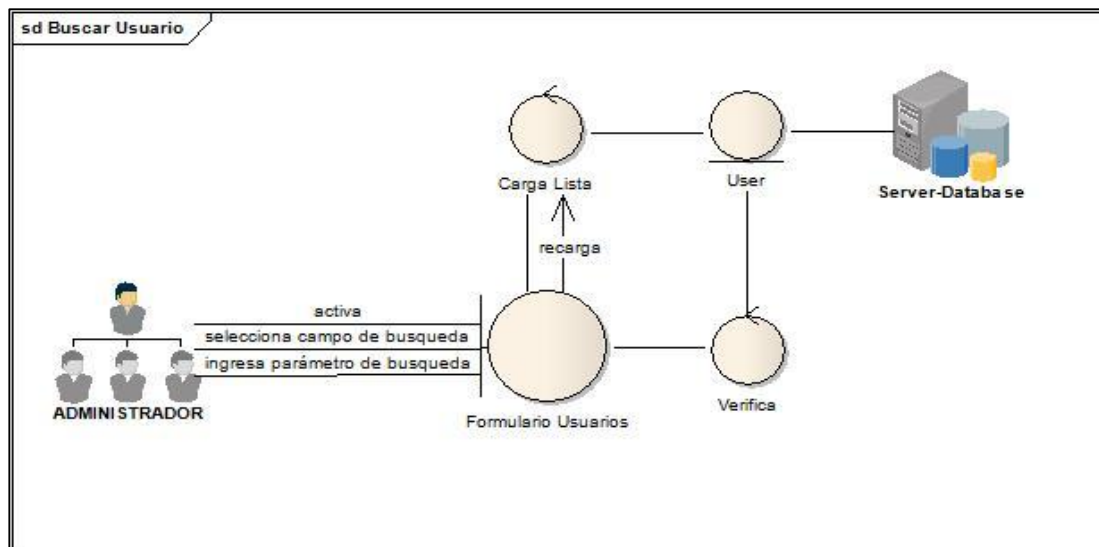 sd Buscar Usuario
Carga Lista
User
Server-Database
recarga
activa
selecciona campo de busqueda
ingresa parámetro de busqueda
ADMINISTRADOR
Formulario Usuarios
Verifica